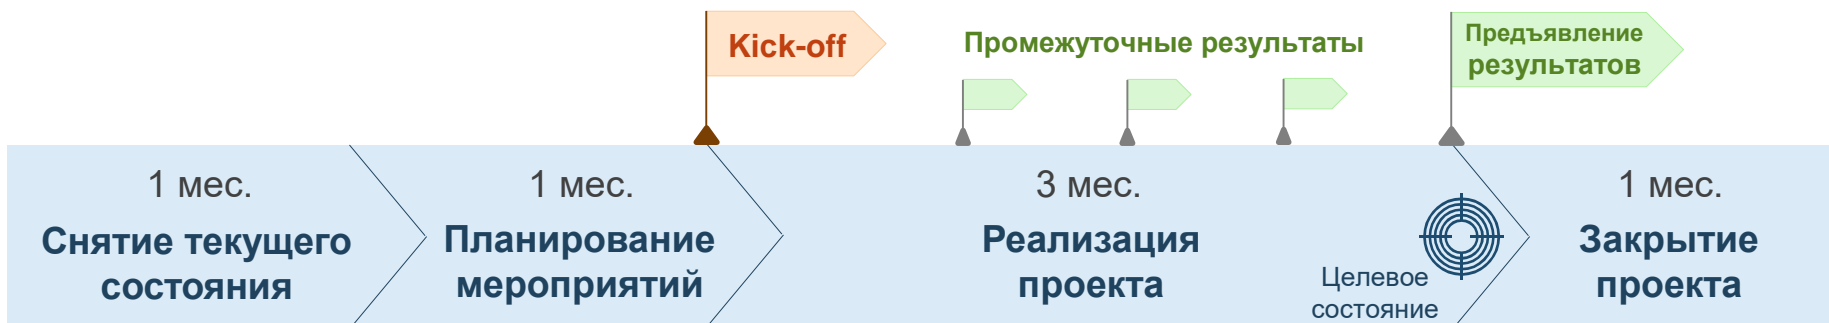 Kick-off
Промежуточные результаты
Предъявление
результатов
1 мес.
Снятие текущего
состояния
1 мес.
Планирование
мероприятий
3 мес.
Реализация
проекта
Целевое
состояние
1 мес.
Закрытие
проекта